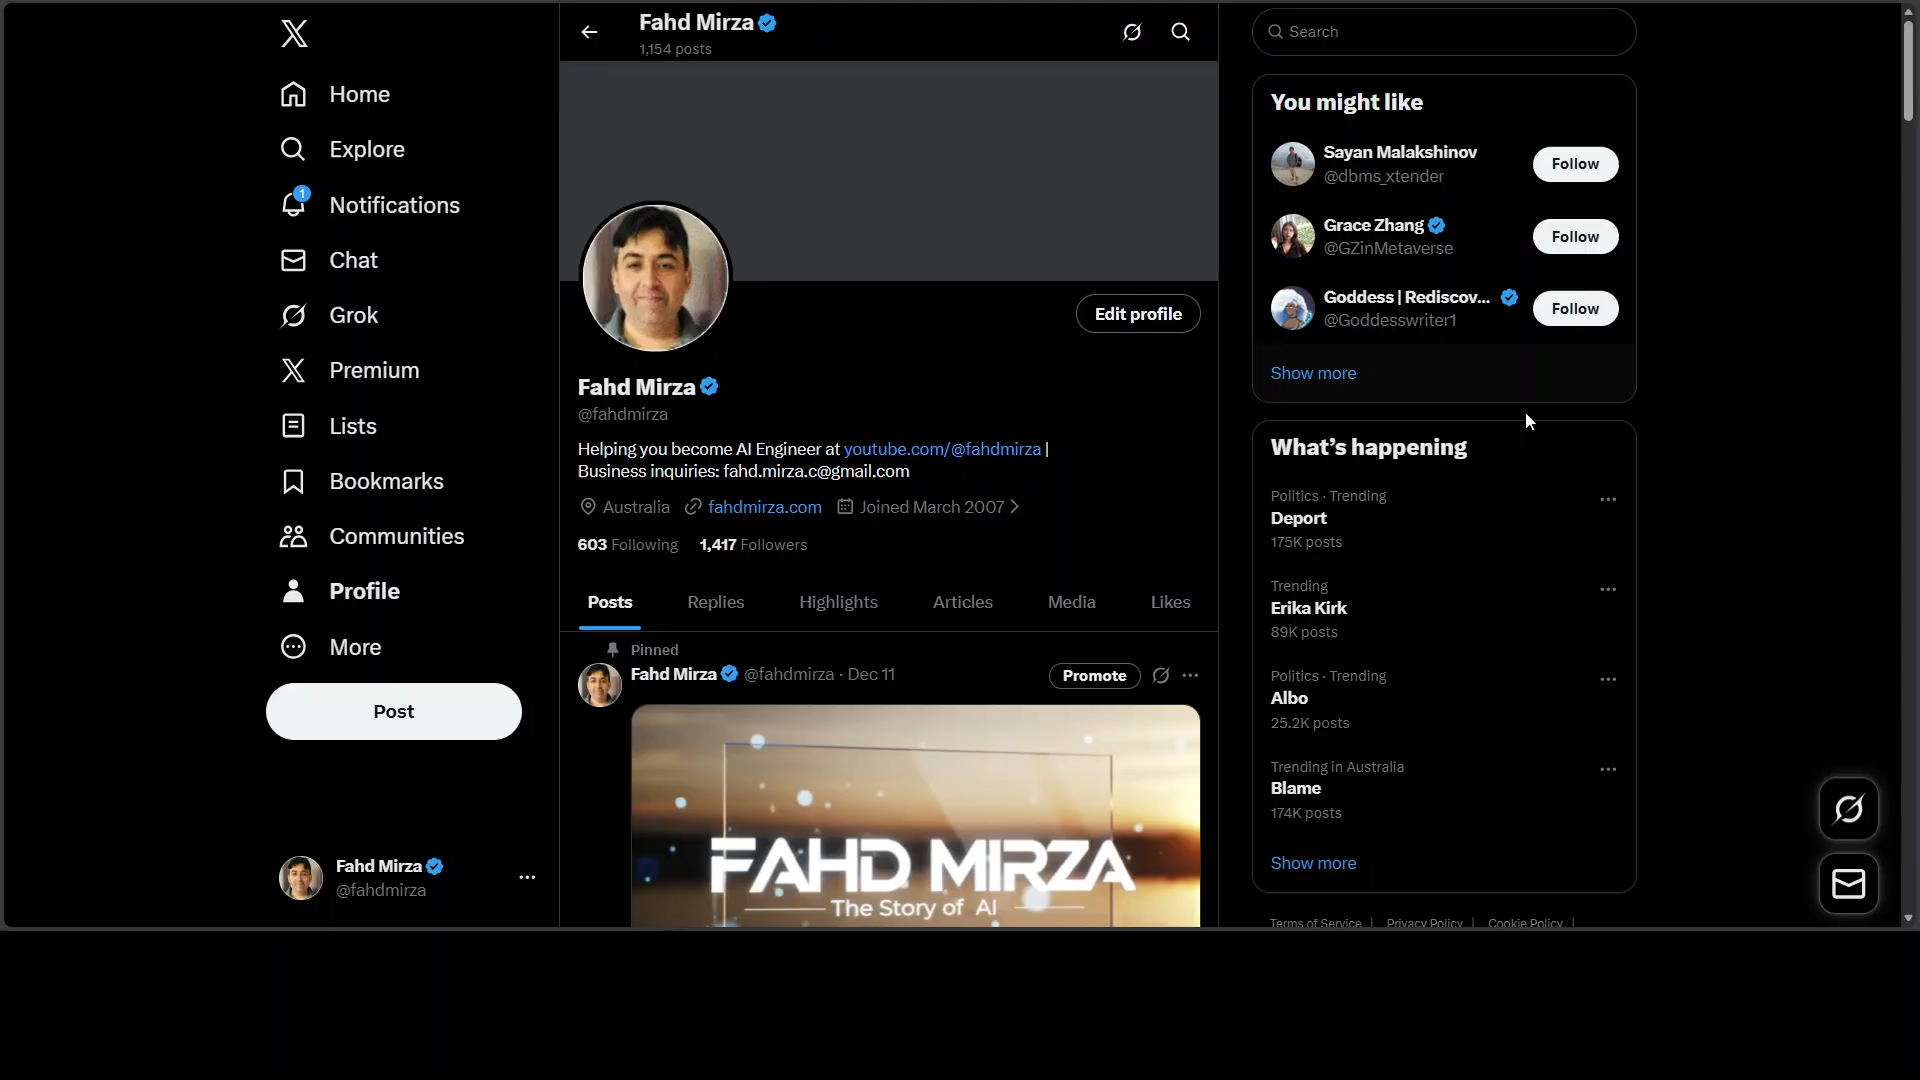 Home
Explore
1
Notifications
Chat
Grok
Premium
Lists
Bookmarks
Communities
Profile
More
Post
Fahd Mirza
@fahdmirza
Fahd Mirza
1,154 posts
Edit profile
Fahd Mirza
@fahdmirza
Helping you become AI Engineer at youtube.com/@fahdmirza |
Business inquiries: fahd.mirza.c@gmail.com
Australia fahdmirza.com Joined March 2007
603 Following 1,417 Followers
Posts Replies Highlights Articles Media Likes
Pinned
Fahd Mirza @fahdmirza · Dec 11 Promote
FAHD MIRZA
The Story of AI
Search
You might like
Sayan Malakshinov
@dbms_xtender
Follow
Grace Zhang
@GZinMetaverse
Follow
Goddess | Rediscov...
@Goddesswriter1
Follow
Show more
What's happening
Politics · Trending
Deport
175K posts
Trending
Erika Kirk
89K posts
Politics · Trending
Albo
25.2K posts
Trending in Australia
Blame
174K posts
Show more
Terms of Service | Privacy Policy | Cookie Policy |